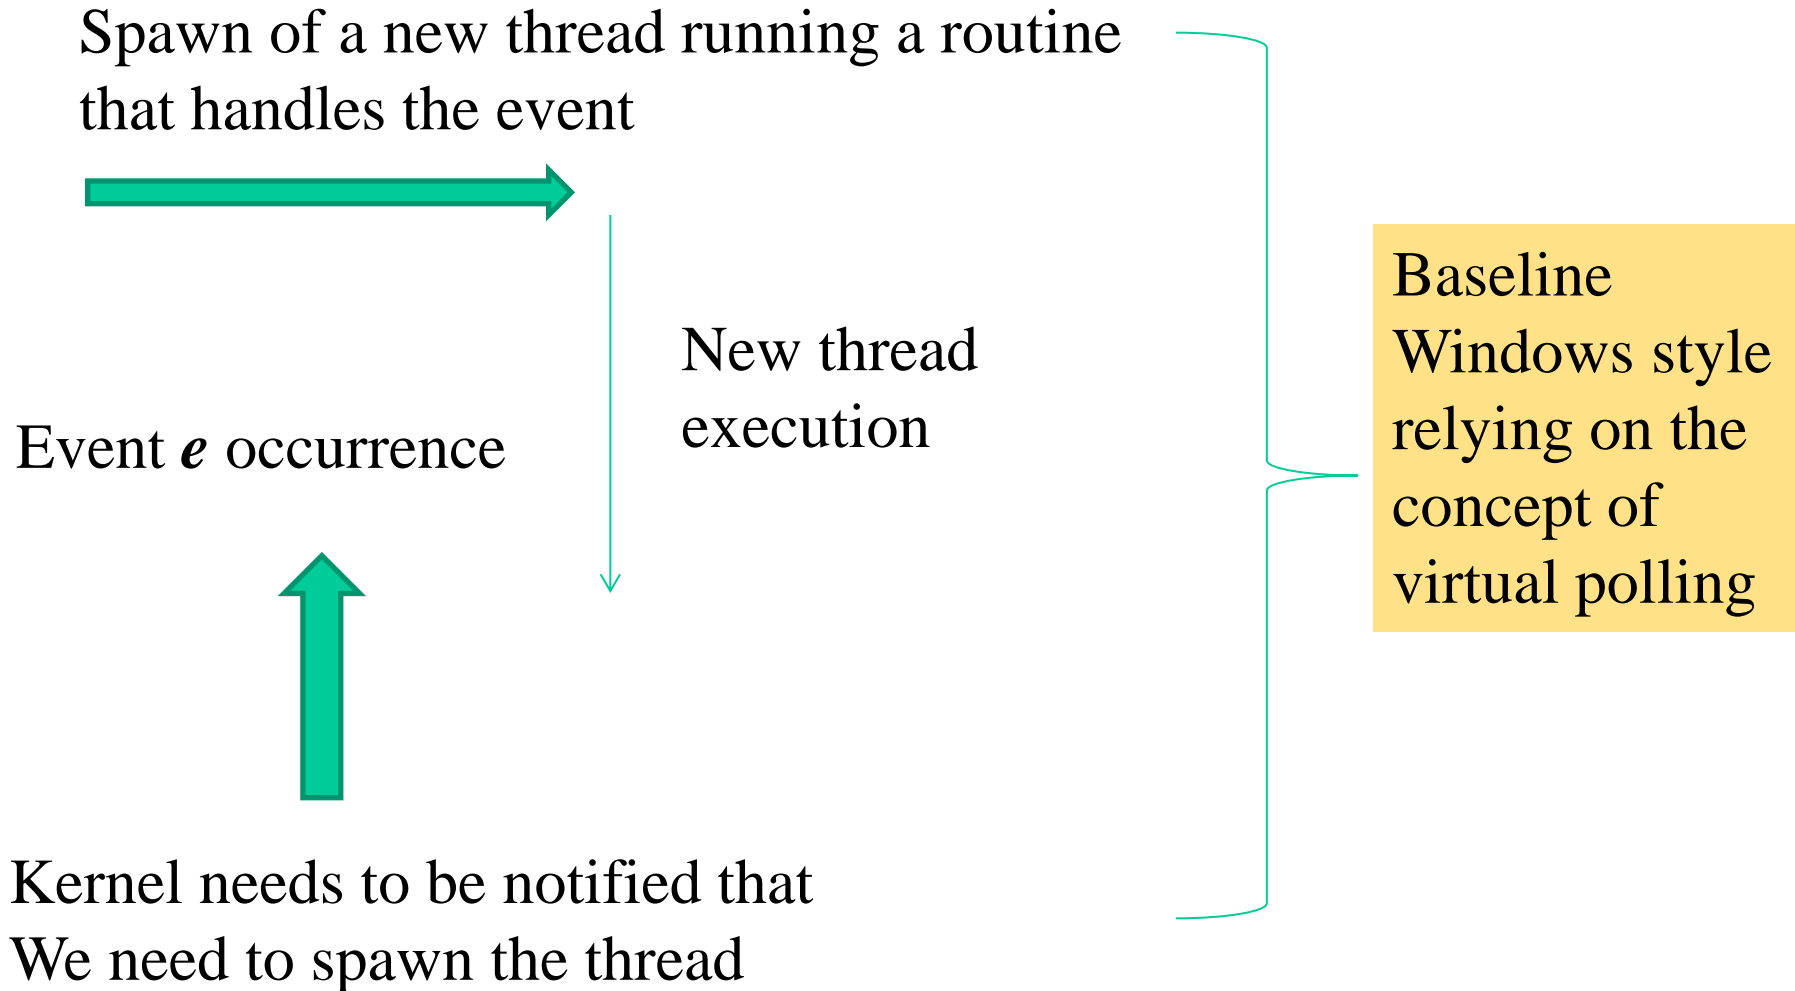 Spawn of a new thread running a routine
that handles the event
New thread
execution
Event e occurrence
Kernel needs to be notified that
We need to spawn the thread
Baseline
Windows style
relying on the
concept of
virtual polling